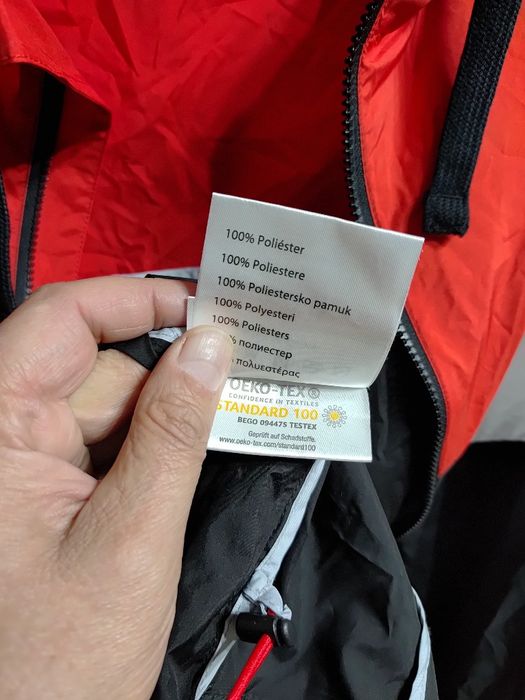 100% Poliéster
100% Poliestere
100% Poliestersko pamuk
100% Polyesteri
100% Poliesters
% полиестер
% πολυεστέρας
OEKO-TEX®
CONFIDENCE IN TEXTILES
STANDARD 100
BEGO 094475 TESTEX
Geprüft auf Schadstoffe.
www.oeko-tex.com/standard100